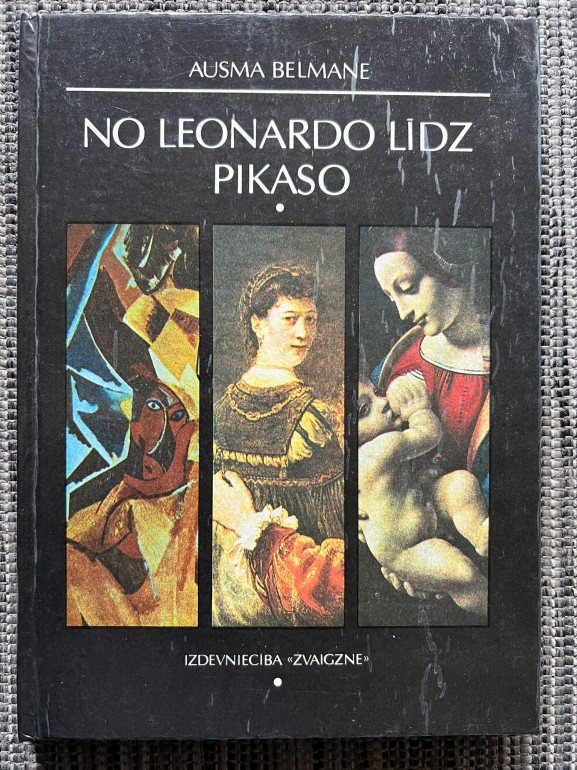 AUSMA BELMANE
NO LEONARDO LĪDZ
PIKASO
IZDEVNIECĪBA «ZVAIGZNE»